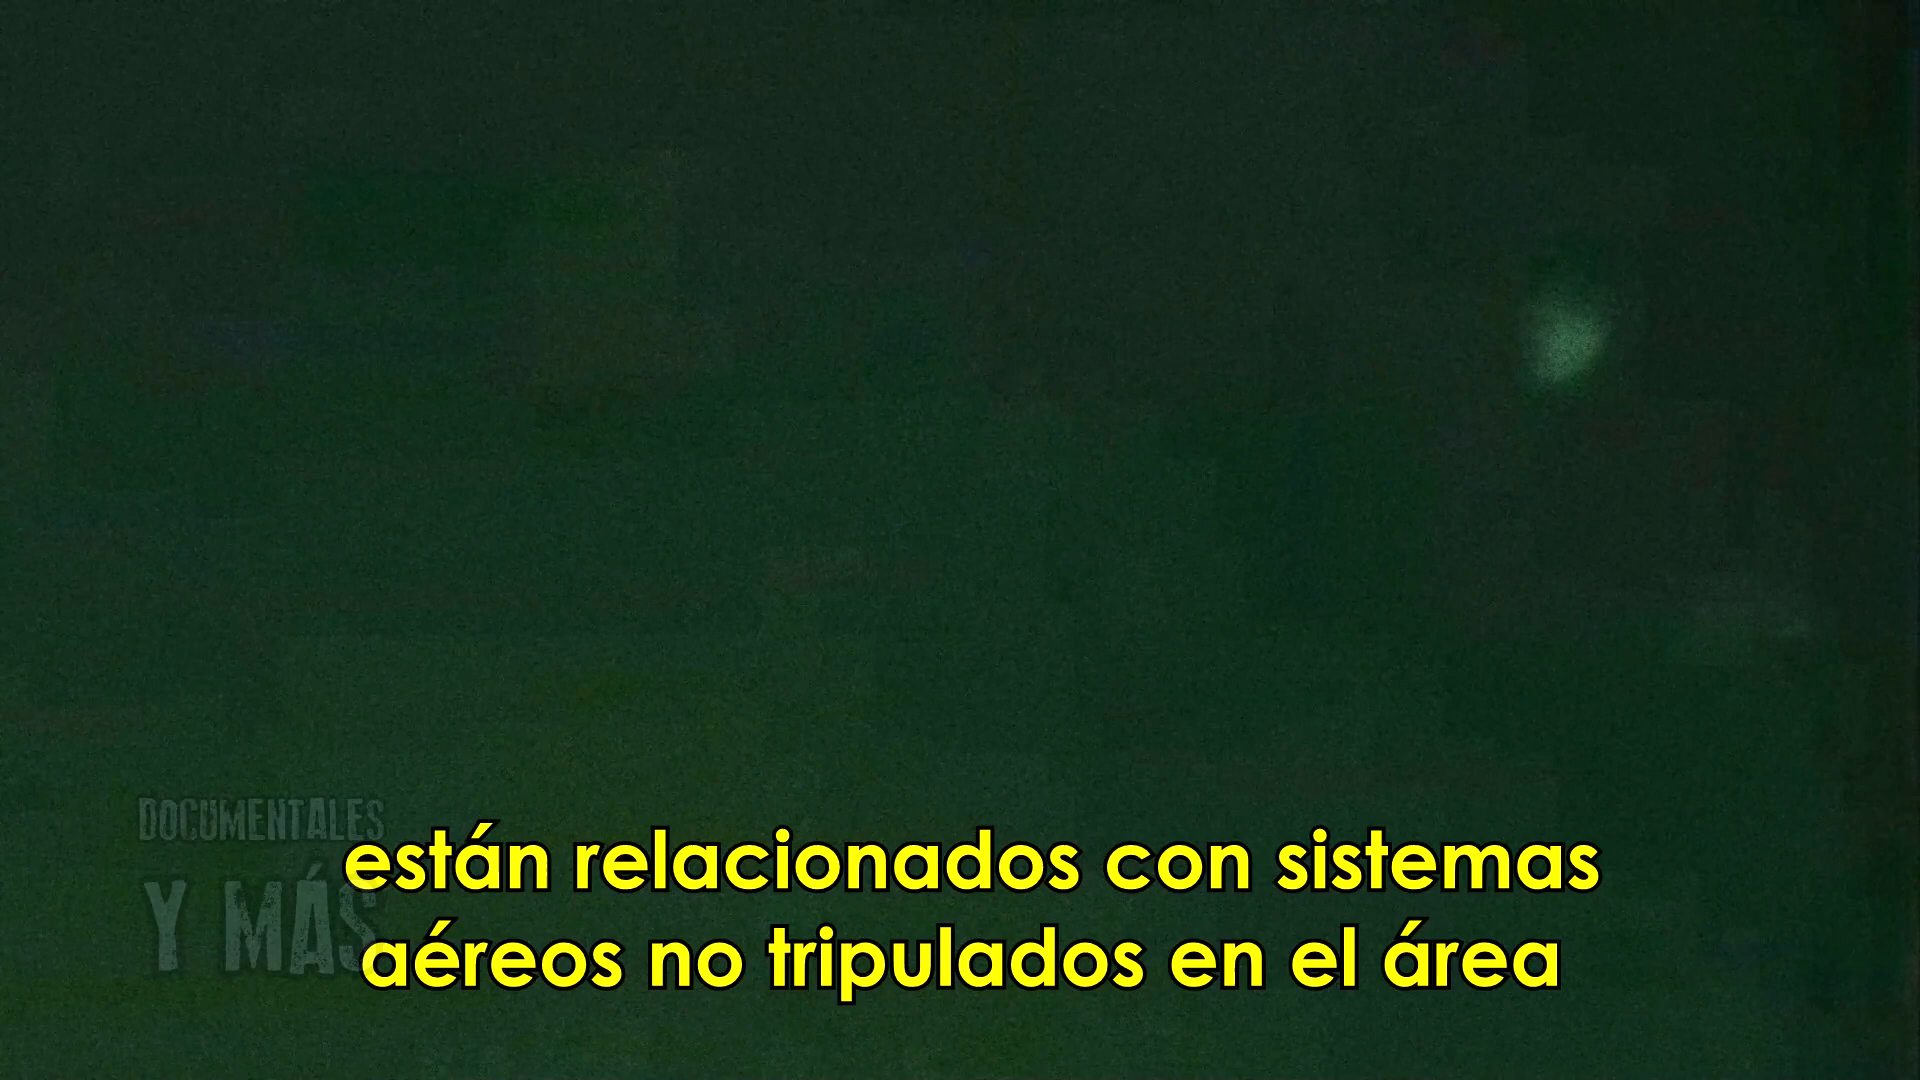 DOCUMENTALES
Y MÁS
están relacionados con sistemas
aéreos no tripulados en el área